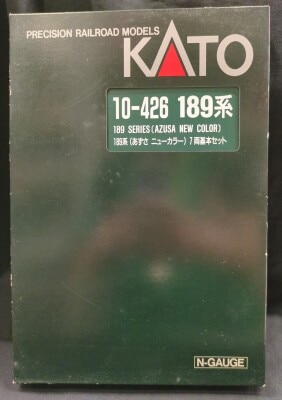 PRECISION RAILROAD MODELS
KATO
10-426 189系
189 SERIES (AZUSA NEW COLOR)
189系(あずさ ニューカラー) 7両基本セット
N-GAUGE